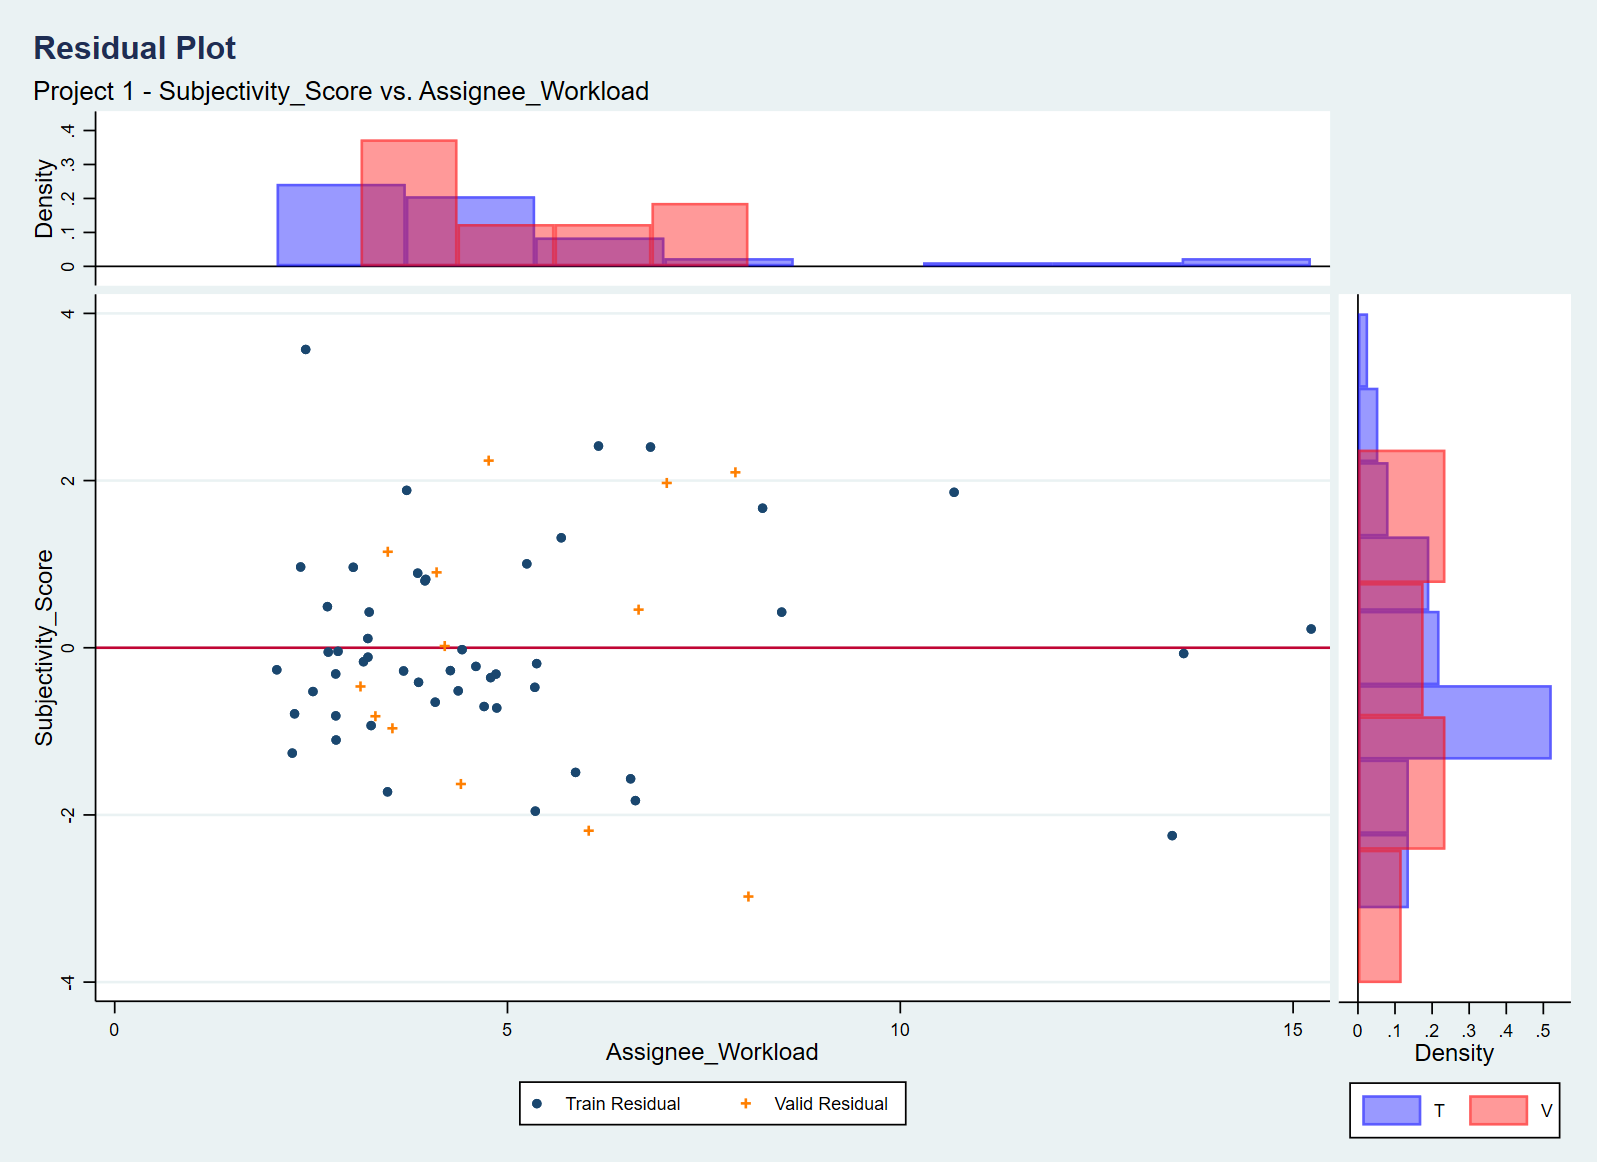 Residual Plot
Project 1 - Subjectivity_Score vs. Assignee_Workload
Density
.4
.3
.2
.1
0
Subjectivity_Score
4
2
0
-2
-4
0 5 10 15
Assignee_Workload
0 .1 .2 .3 .4 .5
Density
Train Residual Valid Residual
T V